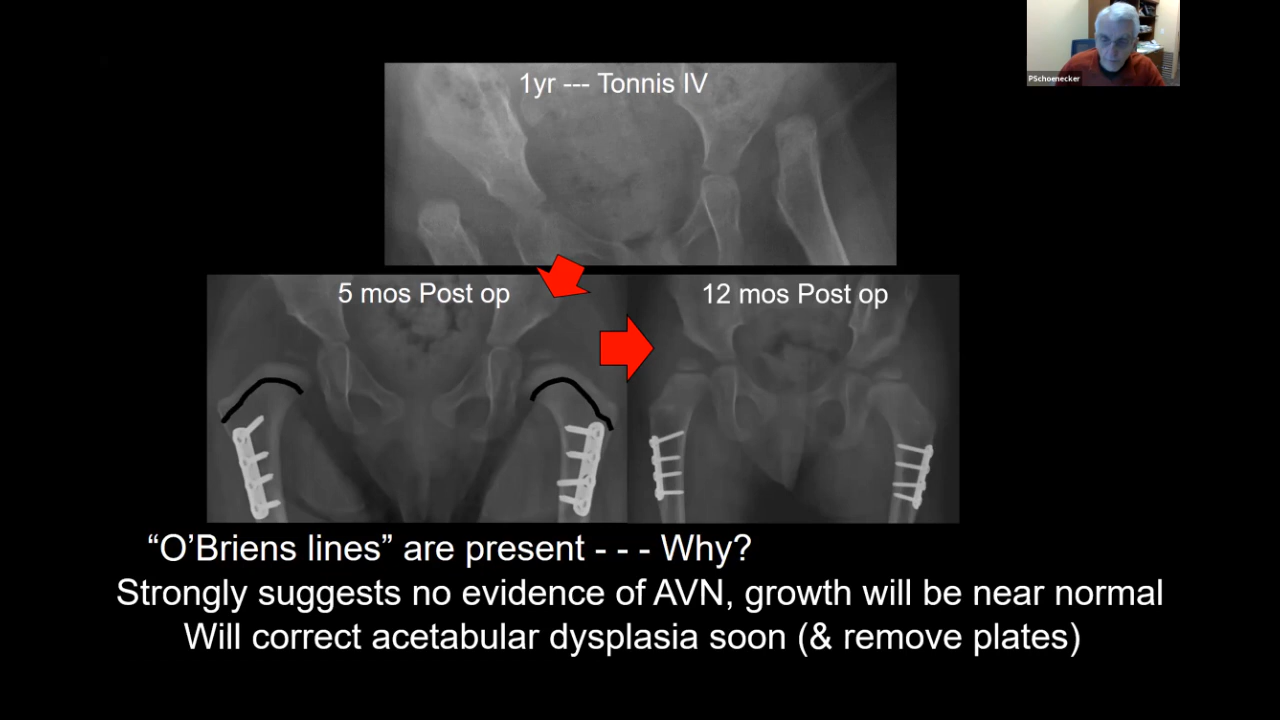 PSchoenecker
1yr --- Tonnis IV
5 mos Post op
12 mos Post op
“O’Briens lines” are present - - - Why?
Strongly suggests no evidence of AVN, growth will be near normal
Will correct acetabular dysplasia soon (& remove plates)